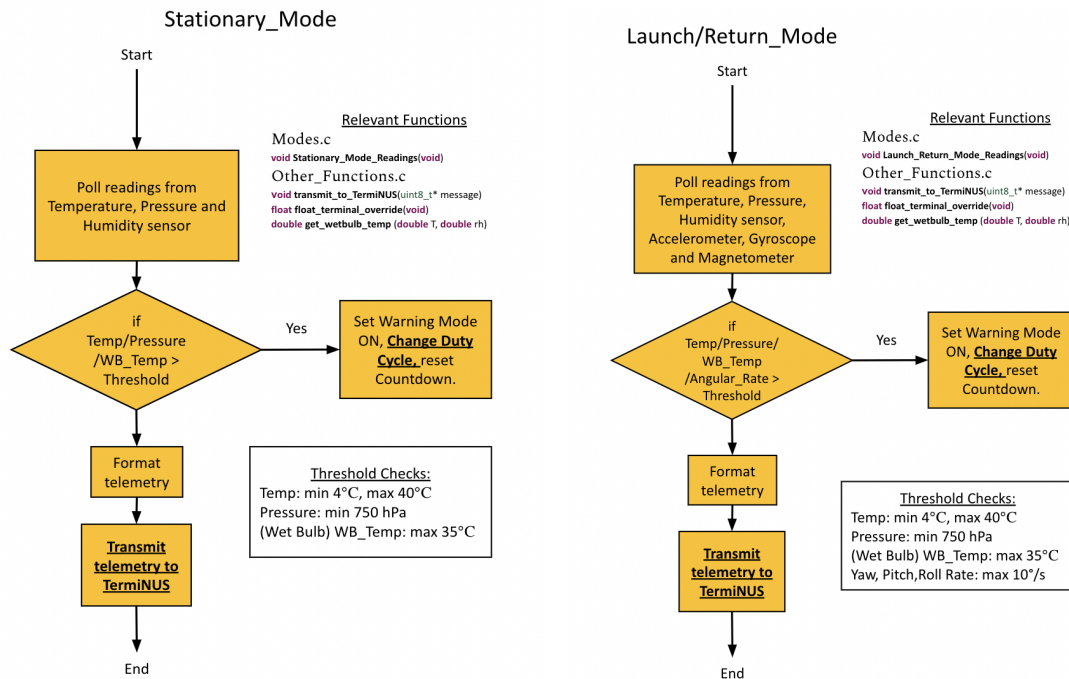 Stationary_Mode
Start
Relevant Functions
Modes.c
void Stationary_Mode_Readings(void)
Other_Functions.c
void transmit_to_TermiNUS(uint8_t* message)
float float_terminal_override(void)
double get_wetbulb_temp (double T, double rh)
Poll readings from
Temperature, Pressure and
Humidity sensor
if
Temp/Pressure
/WB_Temp >
Threshold
Yes
Set Warning Mode
ON, Change Duty
Cycle, reset
Countdown.
Format
telemetry
Threshold Checks:
Temp: min 4°C, max 40°C
Pressure: min 750 hPa
(Wet Bulb) WB_Temp: max 35°C
Transmit
telemetry to
TermiNUS
End
Launch/Return_Mode
Start
Relevant Functions
Modes.c
void Launch_Return_Mode_Readings(void)
Other_Functions.c
void transmit_to_TermiNUS(uint8_t* message)
float float_terminal_override(void)
double get_wetbulb_temp (double T, double rh)
Poll readings from
Temperature, Pressure,
Humidity sensor,
Accelerometer, Gyroscope
and Magnetometer
if
Temp/Pressure/
WB_Temp
/Angular_Rate >
Threshold
Yes
Set Warning Mode
ON, Change Duty
Cycle, reset
Countdown.
Format
telemetry
Threshold Checks:
Temp: min 4°C, max 40°C
Pressure: min 750 hPa
(Wet Bulb) WB_Temp: max 35°C
Yaw, Pitch,Roll Rate: max 10°/s
Transmit
telemetry to
TermiNUS
End